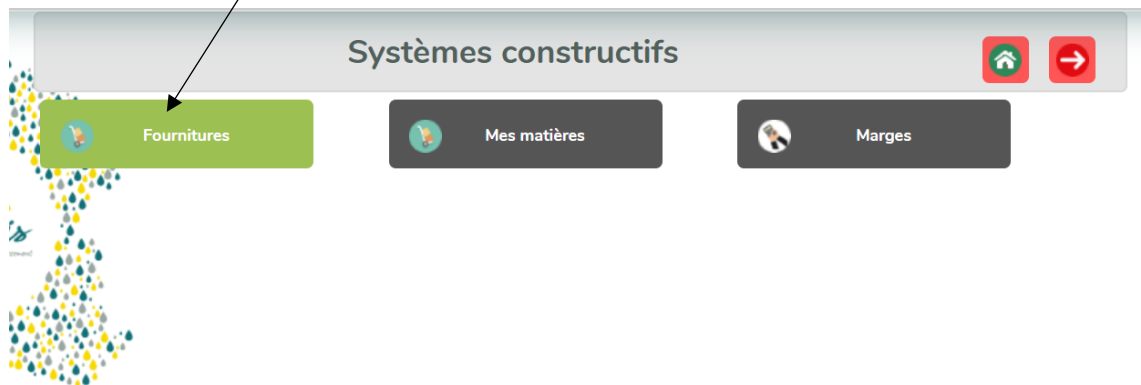 Systèmes constructifs
Fournitures
Mes matières
Marges